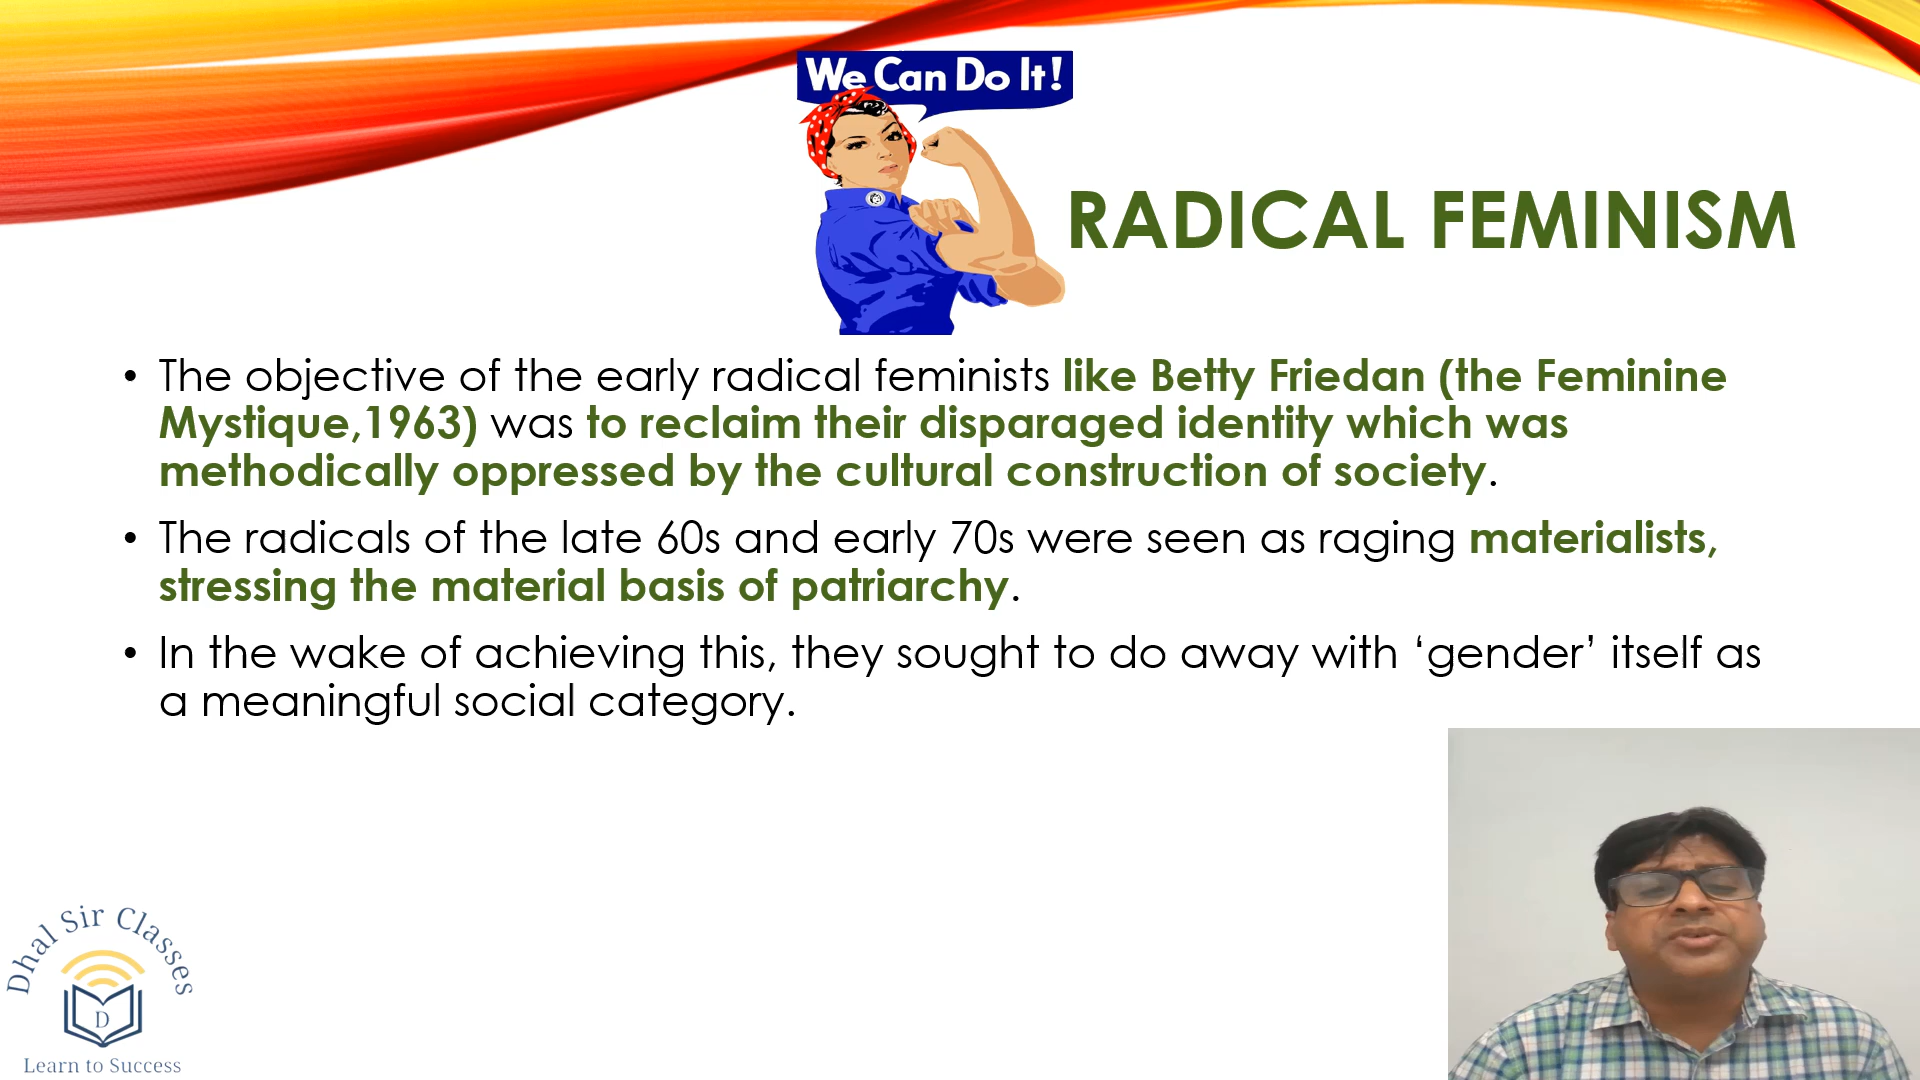 We Can Do It!
RADICAL FEMINISM
• The objective of the early radical feminists like Betty Friedan (the Feminine
Mystique,1963) was to reclaim their disparaged identity which was
methodically oppressed by the cultural construction of society.
• The radicals of the late 60s and early 70s were seen as raging materialists,
stressing the material basis of patriarchy.
• In the wake of achieving this, they sought to do away with ‘gender’ itself as
a meaningful social category.
Dhal Sir Classes
D
Learn to Success